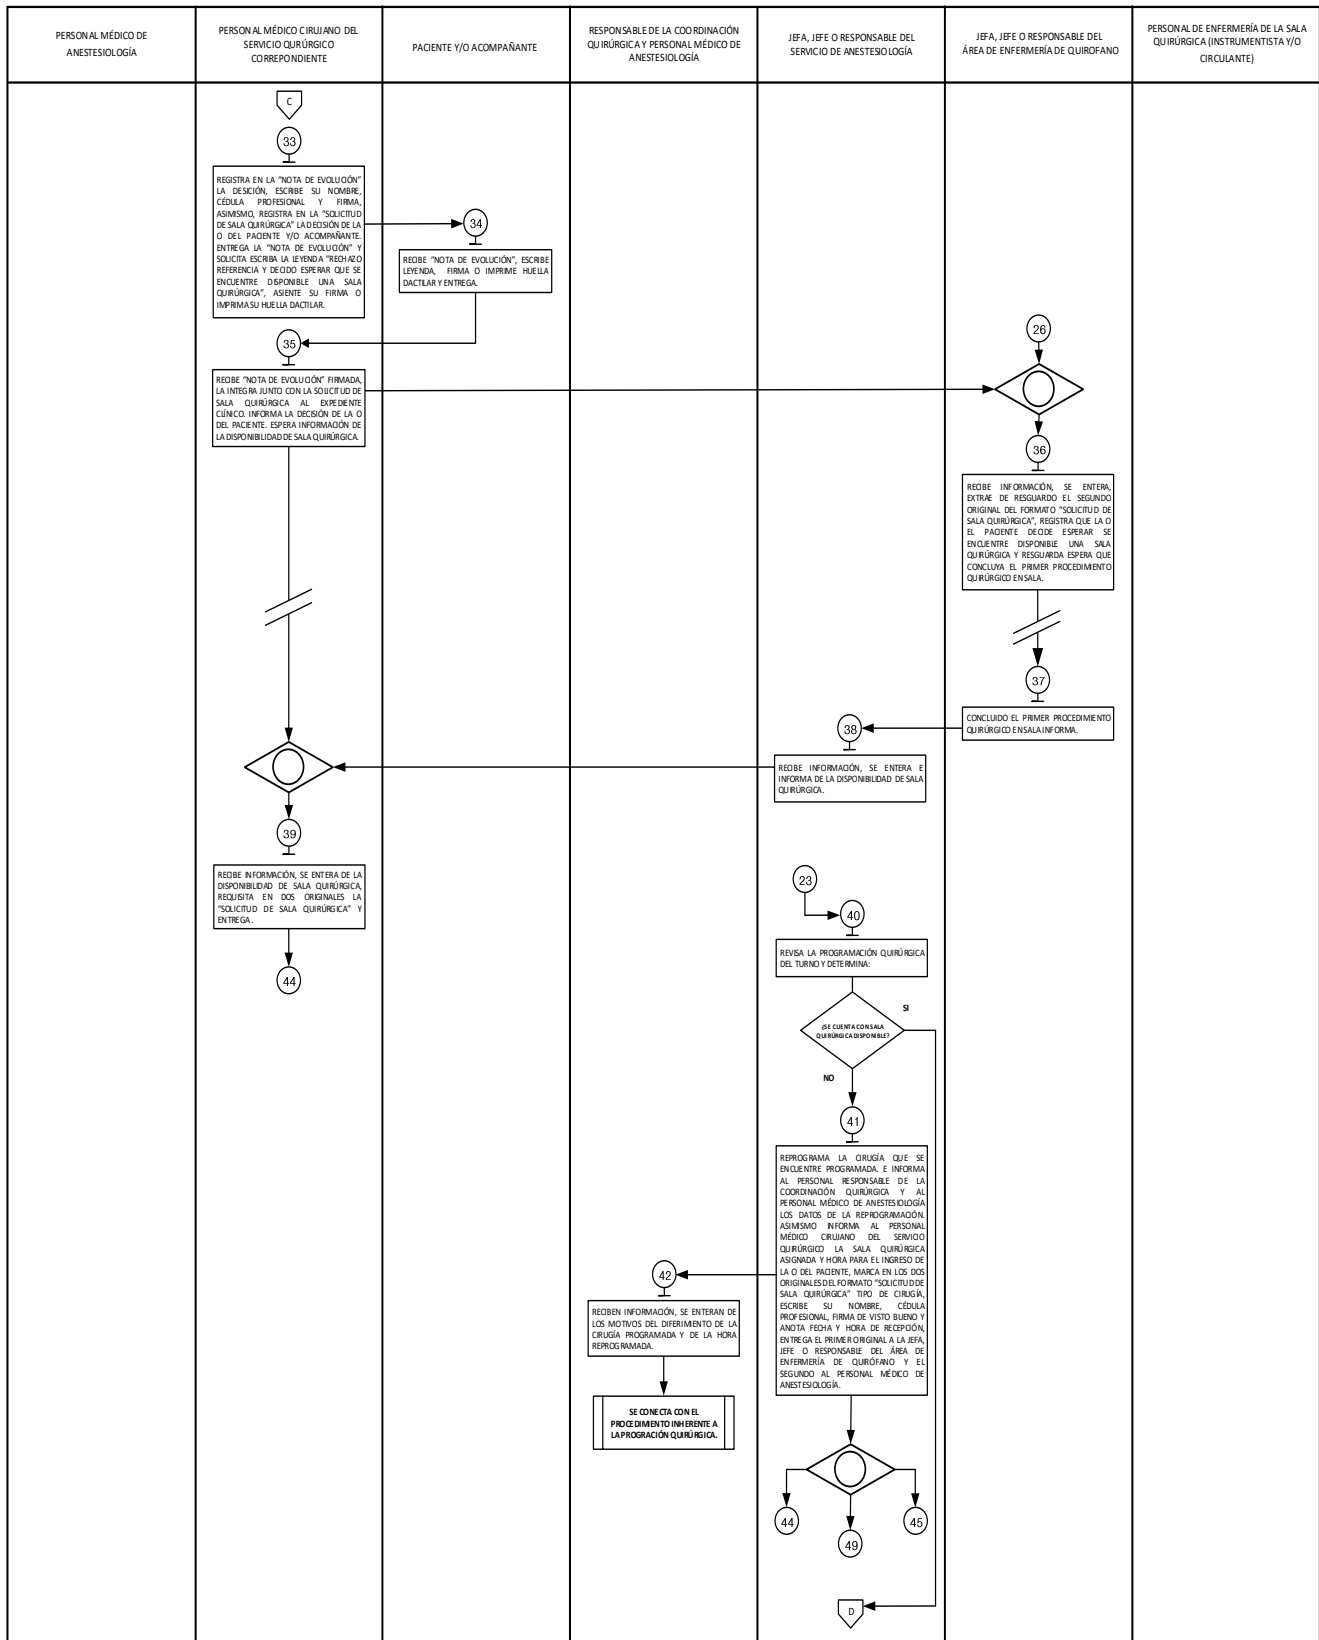 PERSONAL MÉDICO DE
ANESTESIOLOGÍA
PERSONAL MÉDICO CIRUJANO DEL
SERVICIO QURÚRGICO
CORREPONDIENTE
PACIENTE Y/O ACOMPAÑANTE
RESPONSABLE DE LA COORDINACIÓN
QUIRÚRGICA Y PERSONAL MÉDICO DE
ANESTESIOLOGÍA
JEFA, JEFE O RESPONSABLE DEL
SERVICIO DE ANESTESIOLOGÍA
JEFA, JEFE O RESPONSABLE DEL
ÁREA DE ENFERMERÍA DE QUIROFANO
PERSONAL DE ENFERMERÍA DE LA SALA
QUIRÚRGICA (INSTRUMENTISTA Y/O
CIRCULANTE)
C
33
REGISTRA EN LA “NOTA DE EVOLUCIÓN”
LA DESICIÓN, ESCRIBE SU NOMBRE,
CÉDULA PROFESIONAL Y FIRMA,
ASIMISMO, REGISTRA EN LA “SOLICITUD
DE SALA QUIRÚRGICA” LA DECISIÓN DE LA
O DEL PACIENTE Y/O ACOMPAÑANTE.
ENTREGA LA “NOTA DE EVOLUCIÓN” Y
SOLICITA ESCRIBA LA LEYENDA “RECHAZO
REFERENCIA Y DECIDO ESPERAR QUE SE
ENCUENTRE DISPONIBLE UNA SALA
QUIRÚRGICA”, ASIENTE SU FIRMA O
IMPRIMA SU HUELLA DACTILAR.
34
RECIBE “NOTA DE EVOLUCIÓN”, ESCRIBE
LEYENDA, FIRMA O IMPRIME HUELLA
DACTILAR Y ENTREGA.
35
RECIBE “NOTA DE EVOLUCIÓN” FIRMADA,
LA INTEGRA JUNTO CON LA SOLICITUD DE
SALA QUIRÚRGICA AL EXPEDIENTE
CLÍNICO. INFORMA LA DECISIÓN DE LA O
DEL PACIENTE. ESPERA INFORMACIÓN DE
LA DISPONIBILIDAD DE SALA QUIRÚRGICA.
26
36
RECIBE INFORMACIÓN, SE ENTERA,
EXTRAE DE RESGUARDO EL SEGUNDO
ORIGINAL DEL FORMATO “SOLICITUD DE
SALA QUIRÚRGICA”, REGISTRA QUE LA O
EL PACIENTE DECIDE ESPERAR SE
ENCUENTRE DISPONIBLE UNA SALA
QUIRÚRGICA Y RESGUARDA ESPERA QUE
CONCLUYA EL PRIMER PROCEDIMIENTO
QUIRÚRGICO EN SALA.
37
CONCLUIDO EL PRIMER PROCEDIMIENTO
QUIRÚRGICO EN SALA INFORMA.
38
RECIBE INFORMACIÓN, SE ENTERA E
INFORMA DE LA DISPONIBILIDAD DE SALA
QUIRÚRGICA.
39
RECIBE INFORMACIÓN, SE ENTERA DE LA
DISPONIBILIDAD DE SALA QUIRÚRGICA,
REQUISITA EN DOS ORIGINALES LA
“SOLICITUD DE SALA QUIRÚRGICA” Y
ENTREGA .
44
23
40
REVISA LA PROGRAMACIÓN QUIRÚRGICA
DEL TURNO Y DETERMINA:
¿SE CUENTA CON SALA
QUIRÚRGICA DISPONIBLE?
SI
NO
41
REPROGRAMA LA CIRUGÍA QUE SE
ENCUENTRE PROGRAMADA. E INFORMA
AL PERSONAL RESPONSABLE DE LA
COORDINACIÓN QUIRÚRGICA Y AL
PERSONAL MÉDICO DE ANESTESIOLOGÍA
LOS DATOS DE LA REPROGRAMACIÓN.
ASIMISMO INFORMA AL PERSONAL
MÉDICO CIRUJANO DEL SERVICIO
QUIRÚRGICO LA SALA QUIRÚRGICA
ASIGNADA Y HORA PARA EL INGRESO DE
LA O DEL PACIENTE, MARCA EN LOS DOS
ORIGINALES DEL FORMATO “SOLICITUD DE
SALA QUIRÚRGICA” TIPO DE CIRUGÍA,
ESCRIBE SU NOMBRE, CÉDULA
PROFESIONAL, FIRMA DE VISTO BUENO Y
ANOTA FECHA Y HORA DE RECEPCIÓN,
ENTREGA EL PRIMER ORIGINAL A LA JEFA,
JEFE O RESPONSABLE DEL ÁREA DE
ENFERMERÍA DE QUIRÓFANO Y EL
SEGUNDO AL PERSONAL MÉDICO DE
ANESTESIOLOGÍA.
42
RECIBEN INFORMACIÓN, SE ENTERAN DE
LOS MOTIVOS DEL DIFERIMIENTO DE LA
CIRUGÍA PROGRAMADA Y DE LA HORA
REPROGRAMADA.
SE CONECTA CON EL
PROCEDIMIENTO INHERENTE A
LA PROGRACIÓN QUIRÚRGICA.
44
49
45
D